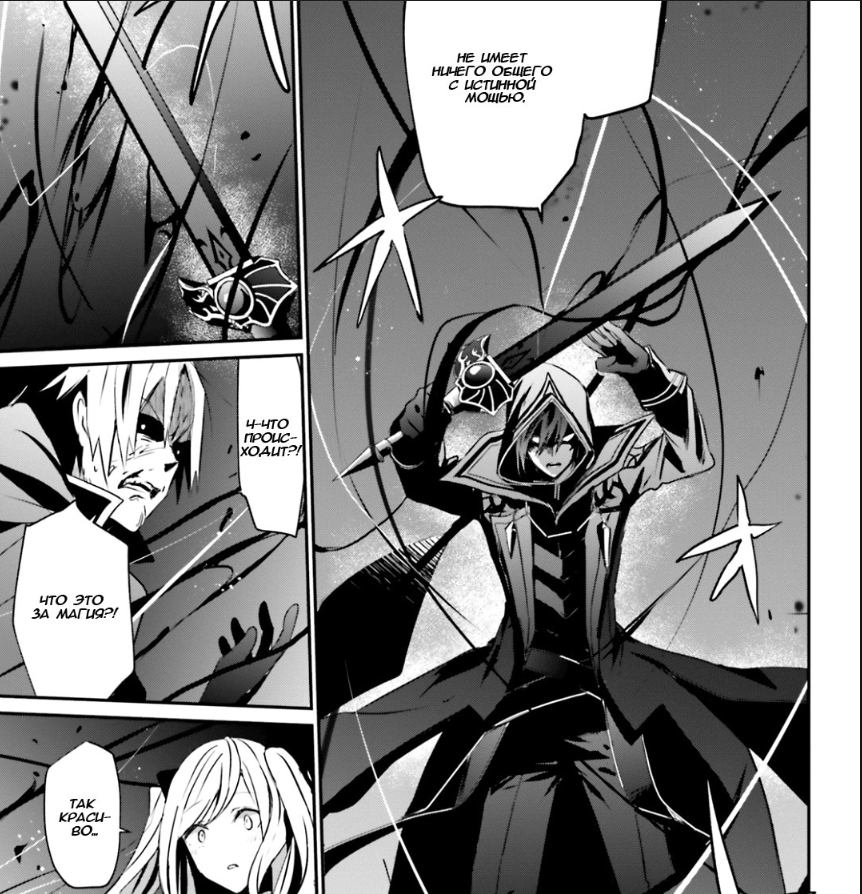 НЕ ИМЕЕТ
НИЧЕГО ОБЩЕГО
С ИСТИННОЙ
МОЩЬЮ.
Ч-ЧТО
ПРОИС-
ХОДИТ?!
ЧТО ЭТО
ЗА МАГИЯ?!
ТАК
КРАСИ-
ВО...